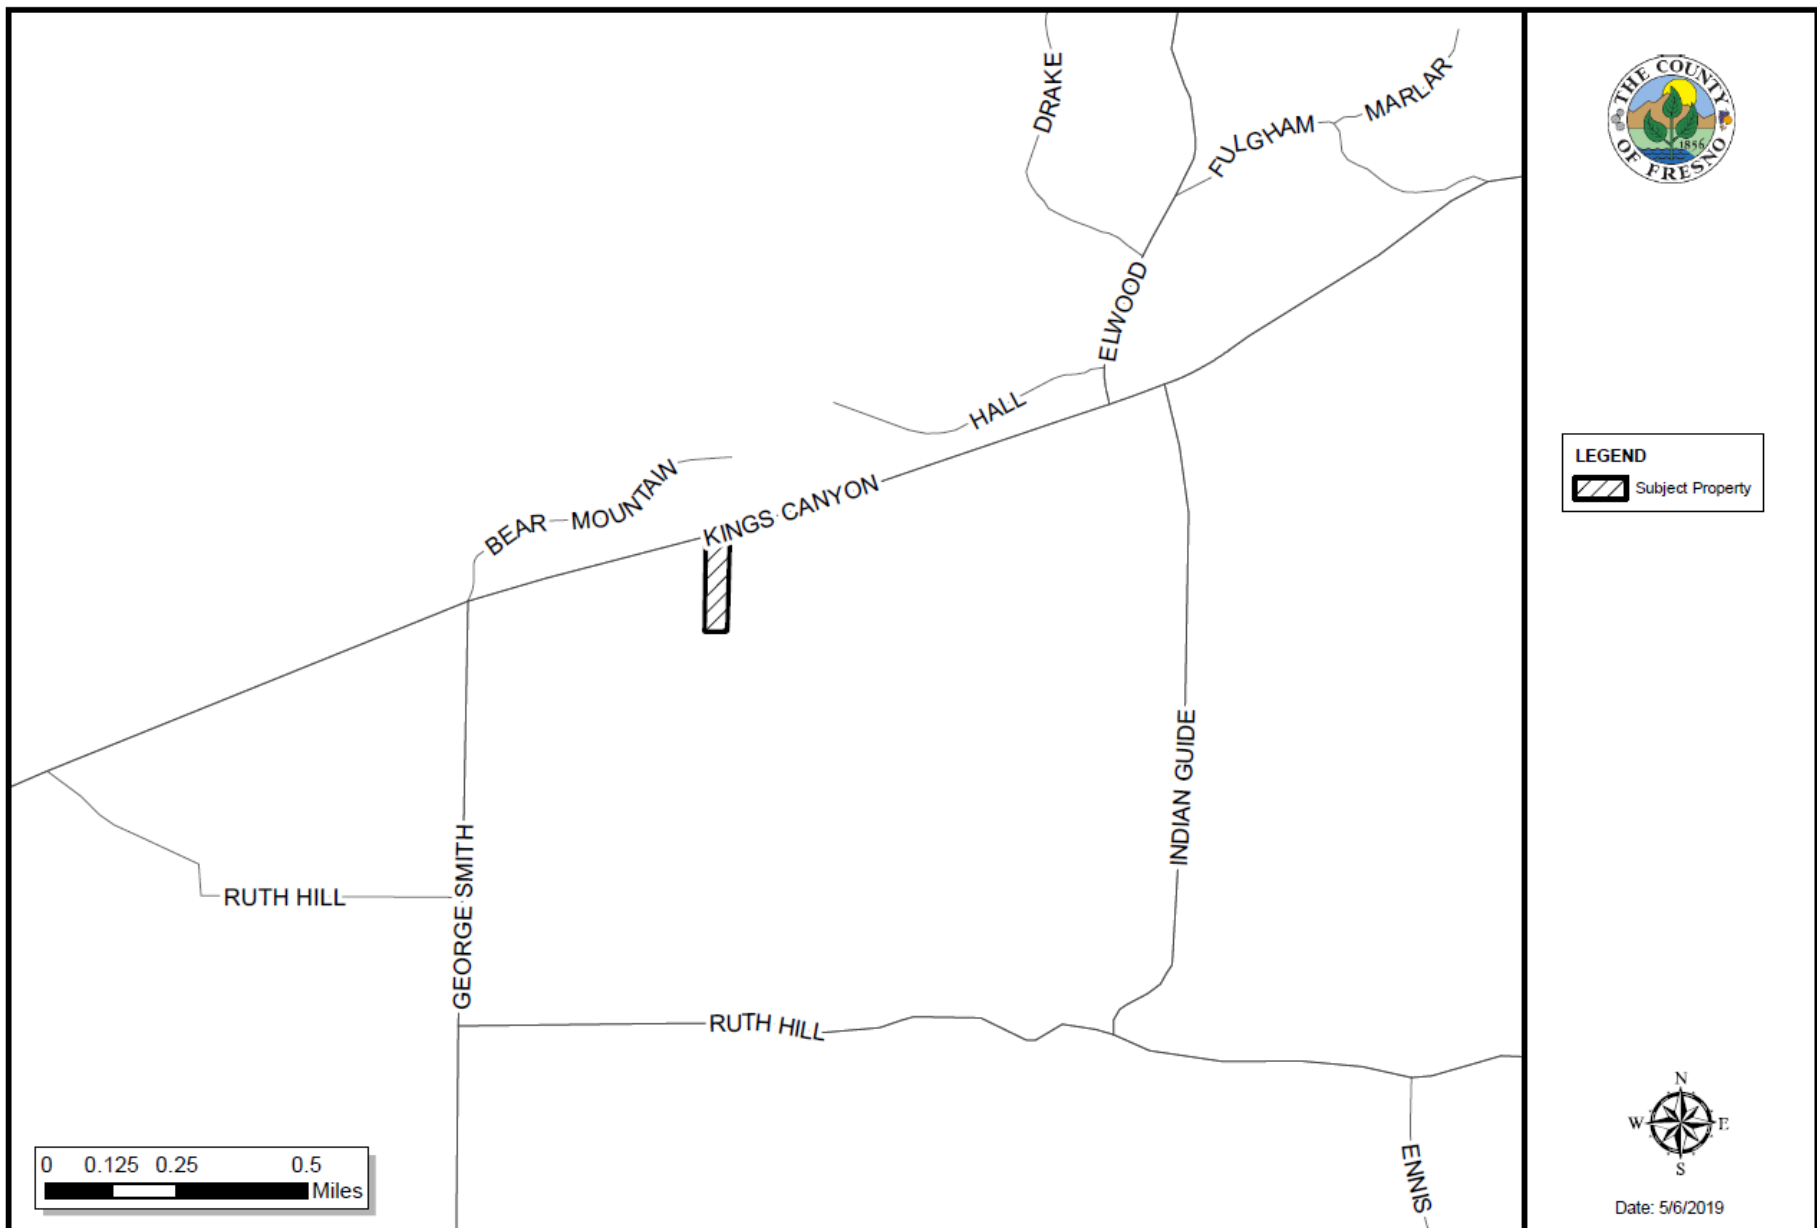 DRAKE
MARLAR
FULGHAM
ELWOOD
HALL
KINGS CANYON
BEAR MOUNTAIN
INDIAN GUIDE
GEORGE SMITH
RUTH HILL
RUTH HILL
ENNIS
0 0.125 0.25 0.5
Miles
THE COUNTY
OF FRESNO
1856
LEGEND
Subject Property
N
W E
S
Date: 5/6/2019